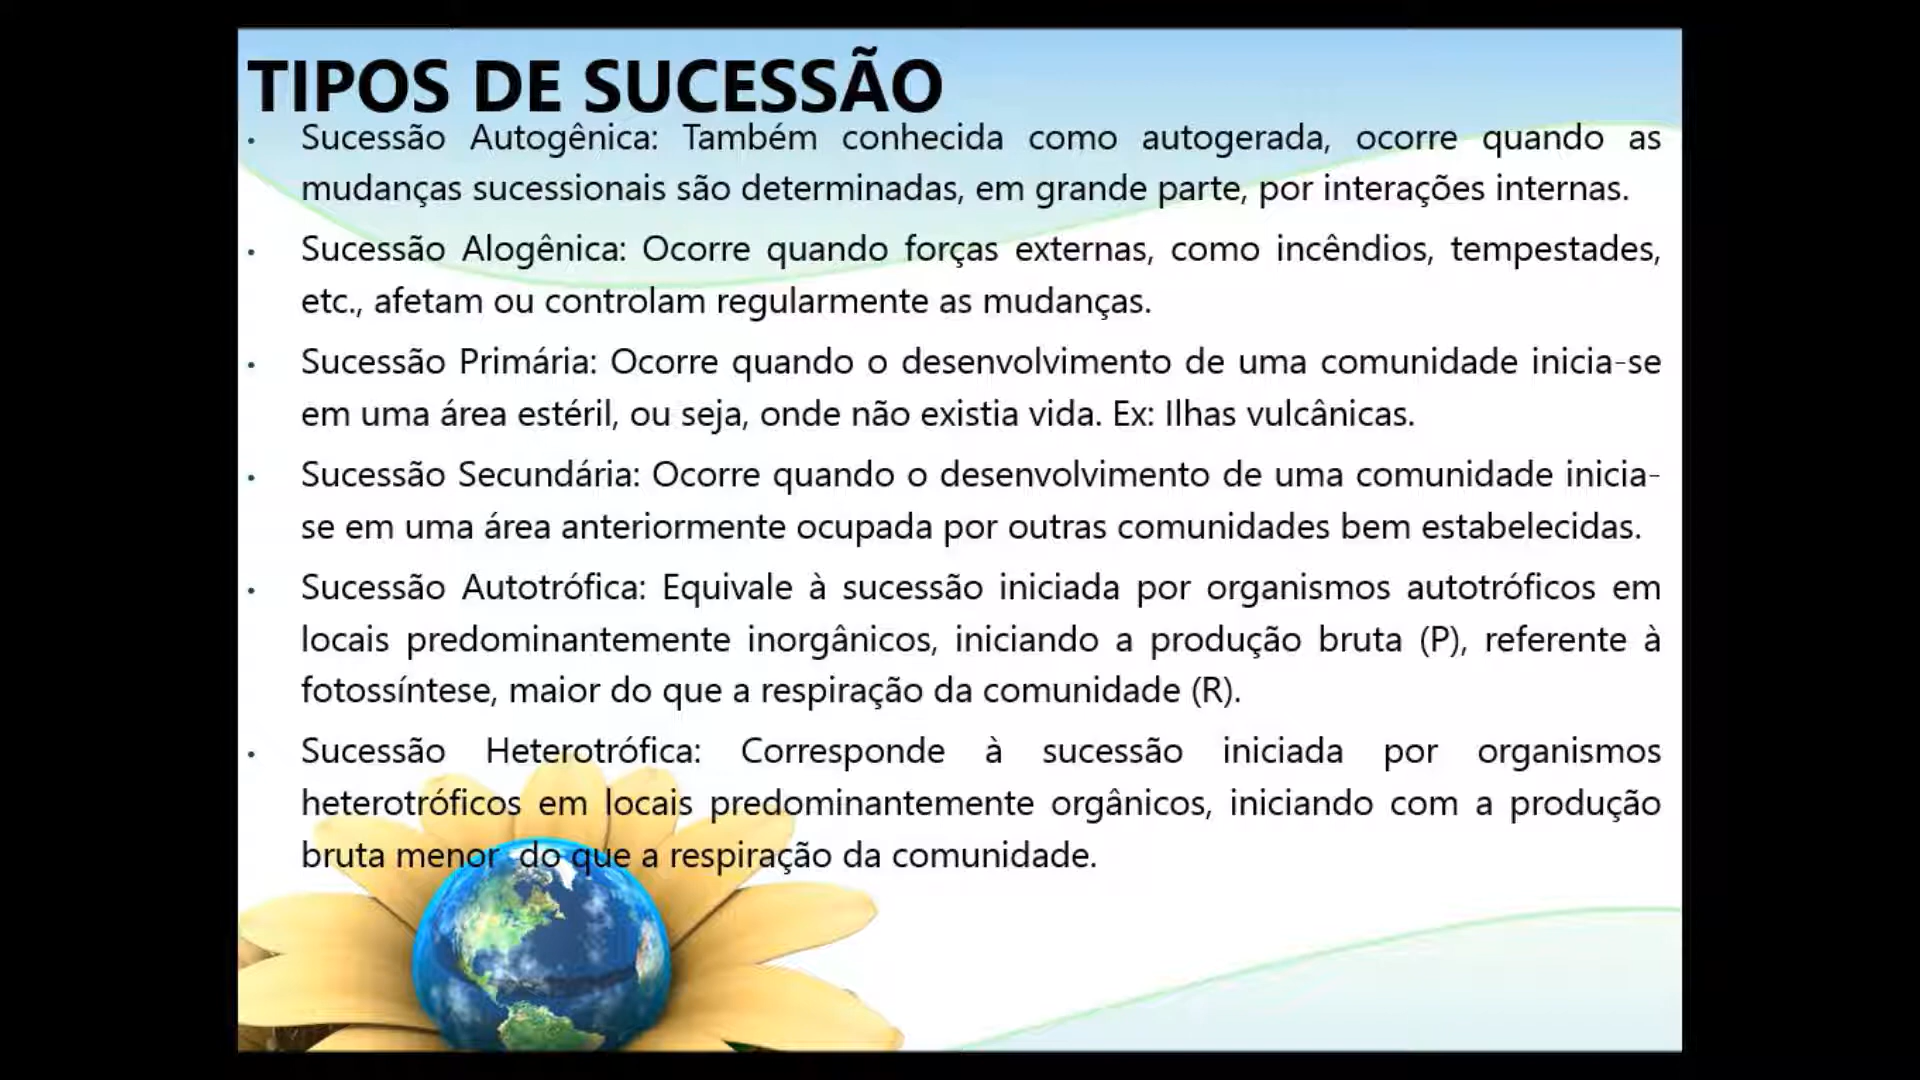 TIPOS DE SUCESSÃO
• Sucessão Autogênica: Também conhecida como autogerada, ocorre quando as
mudanças sucessionais são determinadas, em grande parte, por interações internas.
• Sucessão Alogênica: Ocorre quando forças externas, como incêndios, tempestades,
etc., afetam ou controlam regularmente as mudanças.
• Sucessão Primária: Ocorre quando o desenvolvimento de uma comunidade inicia-se
em uma área estéril, ou seja, onde não existia vida. Ex: Ilhas vulcânicas.
• Sucessão Secundária: Ocorre quando o desenvolvimento de uma comunidade inicia-
se em uma área anteriormente ocupada por outras comunidades bem estabelecidas.
• Sucessão Autotrófica: Equivale à sucessão iniciada por organismos autotróficos em
locais predominantemente inorgânicos, iniciando a produção bruta (P), referente à
fotossíntese, maior do que a respiração da comunidade (R).
• Sucessão Heterotrófica: Corresponde à sucessão iniciada por organismos
heterotróficos em locais predominantemente orgânicos, iniciando com a produção
bruta menor do que a respiração da comunidade.